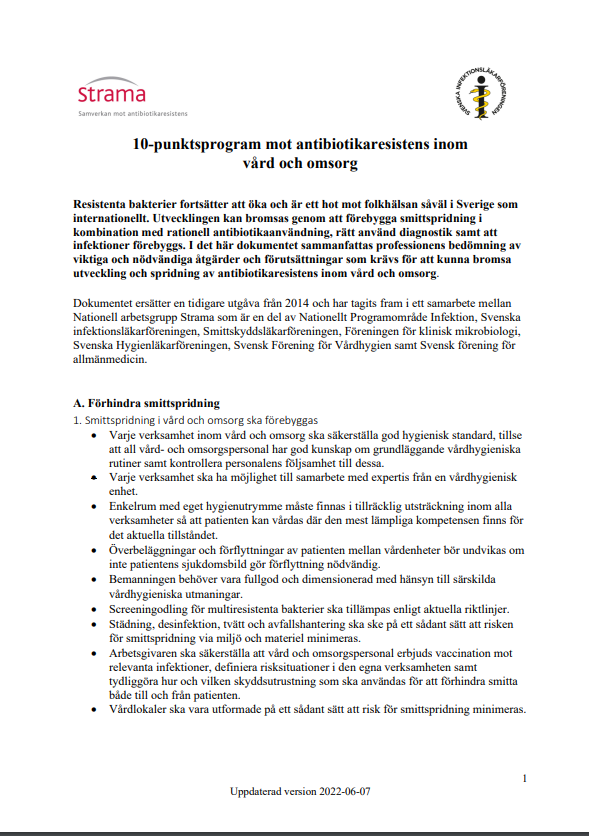 strama
Samverkan mot antibiotikaresistens
SVENSKA INFEKTIONSLÄKARFÖRENINGEN
10-punktsprogram mot antibiotikaresistens inom
vård och omsorg
Resistenta bakterier fortsätter att öka och är ett hot mot folkhälsan såväl i Sverige som
internationellt. Utvecklingen kan bromsas genom att förebygga smittspridning i
kombination med rationell antibiotikaanvändning, rätt använd diagnostik samt att
infektioner förebyggs. I det här dokumentet sammanfattas professionens bedömning av
viktiga och nödvändiga åtgärder och förutsättningar som krävs för att kunna bromsa
utveckling och spridning av antibiotikaresistens inom vård och omsorg.
Dokumentet ersätter en tidigare utgåva från 2014 och har tagits fram i ett samarbete mellan
Nationell arbetsgrupp Strama som är en del av Nationellt Programområde Infektion, Svenska
infektionsläkarföreningen, Smittskyddsläkarföreningen, Föreningen för klinisk mikrobiologi,
Svenska Hygienläkarföreningen, Svensk Förening för Vårdhygien samt Svensk förening för
allmänmedicin.
A. Förhindra smittspridning
1. Smittspridning i vård och omsorg ska förebyggas
• Varje verksamhet inom vård och omsorg ska säkerställa god hygienisk standard, tillse
att all vård- och omsorgspersonal har god kunskap om grundläggande vårdhygieniska
rutiner samt kontrollera personalens följsamhet till dessa.
• Varje verksamhet ska ha möjlighet till samarbete med expertis från en vårdhygienisk
enhet.
• Enkelrum med eget hygienutrymme måste finnas i tillräcklig utsträckning inom alla
verksamheter så att patienten kan vårdas där den mest lämpliga kompetensen finns för
det aktuella tillståndet.
• Överbeläggningar och förflyttningar av patienten mellan vårdenheter bör undvikas om
inte patientens sjukdomsbild gör förflyttning nödvändig.
• Bemanningen behöver vara fullgod och dimensionerad med hänsyn till särskilda
vårdhygieniska utmaningar.
• Screeningodling för multiresistenta bakterier ska tillämpas enligt aktuella riktlinjer.
• Städning, desinfektion, tvätt och avfallshantering ska ske på ett sådant sätt att risken
för smittspridning via miljö och materiel minimeras.
• Arbetsgivaren ska säkerställa att vård och omsorgspersonal erbjuds vaccination mot
relevanta infektioner, definiera risksituationer i den egna verksamheten samt
tydliggöra hur och vilken skyddsutrustning som ska användas för att förhindra smitta
både till och från patienten.
• Vårdlokaler ska vara utformade på ett sådant sätt att risk för smittspridning minimeras.
1
Uppdaterad version 2022-06-07